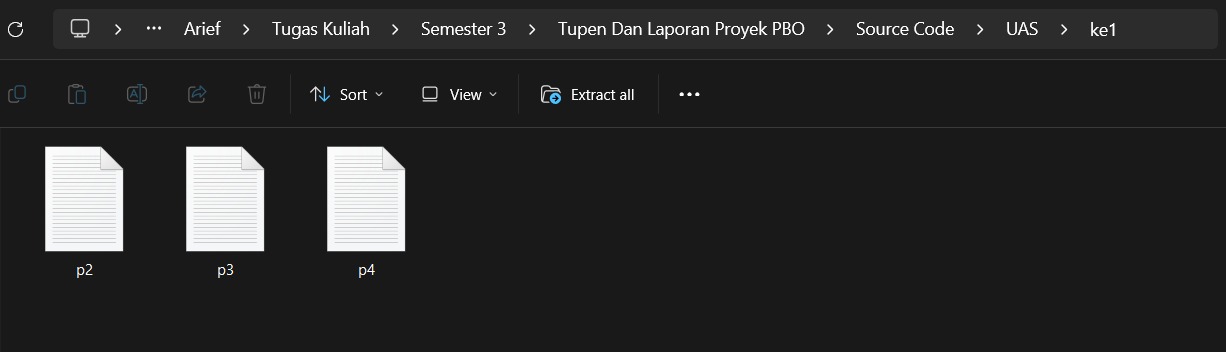 Arief > Tugas Kuliah > Semester 3 > Tupen Dan Laporan Proyek PBO > Source Code > UAS > ke1
Sort View Extract all
p2 p3 p4